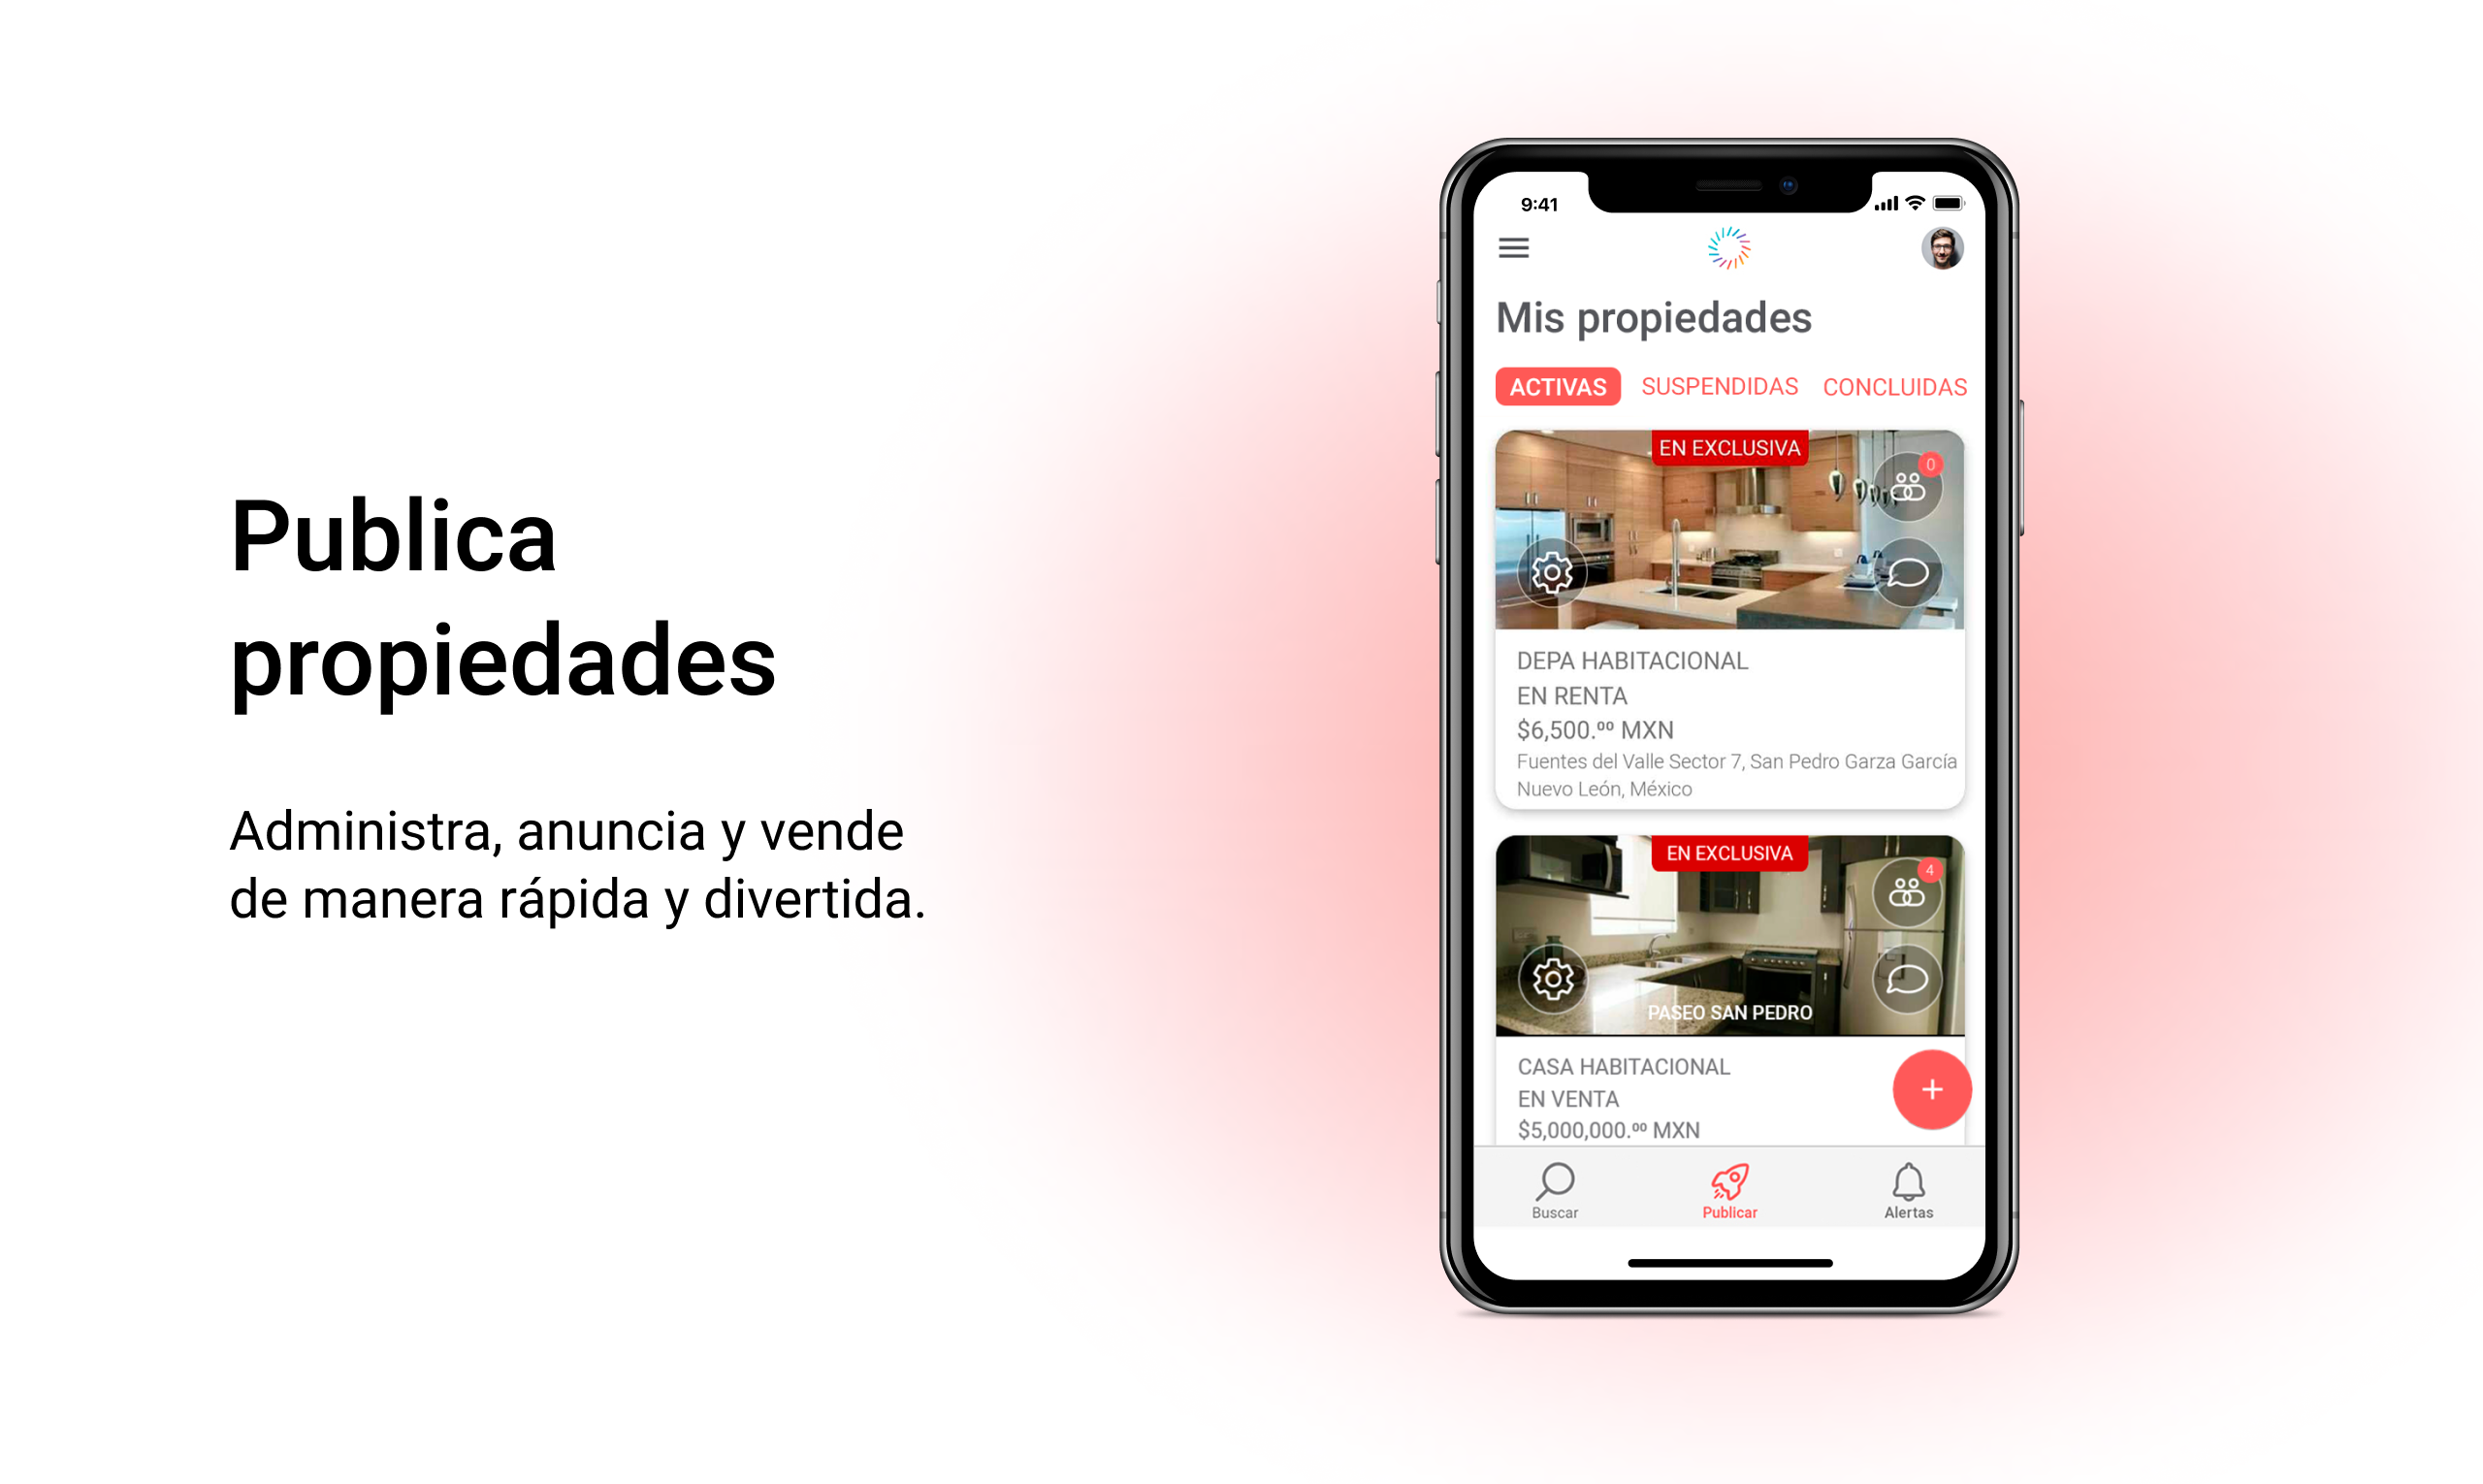 Publica
propiedades
Administra, anuncia y vende
de manera rápida y divertida.
9:41
Mis propiedades
ACTIVAS SUSPENDIDAS CONCLUIDAS
EN EXCLUSIVA
0
DEPA HABITACIONAL
EN RENTA
$6,500.⁰⁰ MXN
Fuentes del Valle Sector 7, San Pedro Garza García
Nuevo León, México
EN EXCLUSIVA
4
PASEO SAN PEDRO
CASA HABITACIONAL
EN VENTA
$5,000,000.⁰⁰ MXN
+
Buscar Publicar Alertas